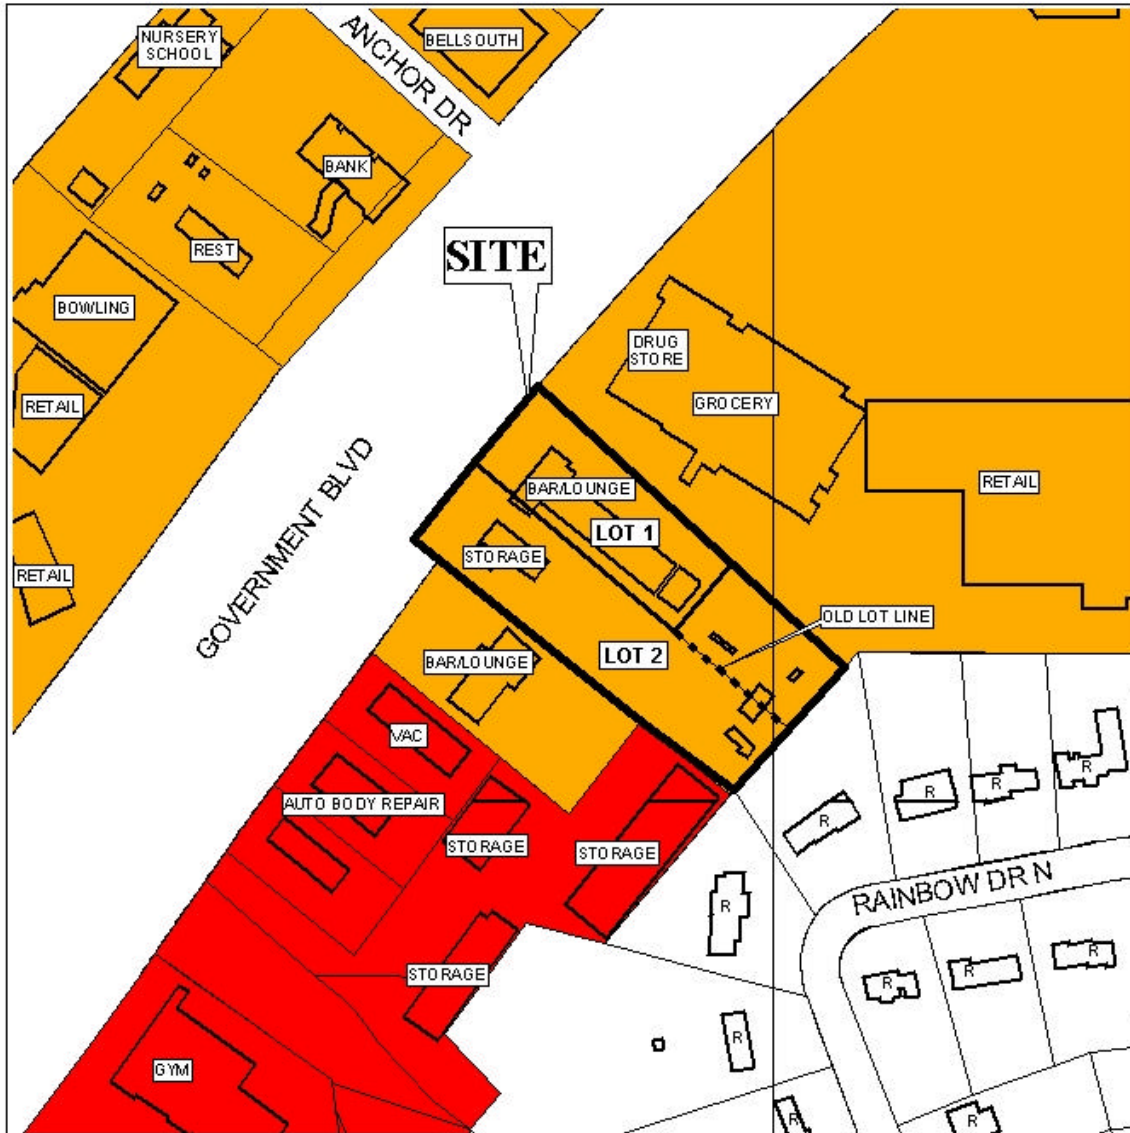 NURSERY
SCHOOL
ANCHOR DR
BELLSOUTH
BANK
REST
SITE
BOWLING
DRUG
STORE
RETAIL
GROCERY
GOVERNMENT BLVD
BAR/LOUNGE
RETAIL
LOT 1
STORAGE
RETAIL
OLD LOT LINE
BAR/LOUNGE
LOT 2
VAC
R
R
R
AUTO BODY REPAIR
R
STORAGE
STORAGE
RAINBOW DR N
R
R
R
STORAGE
R
R
GYM
R
R